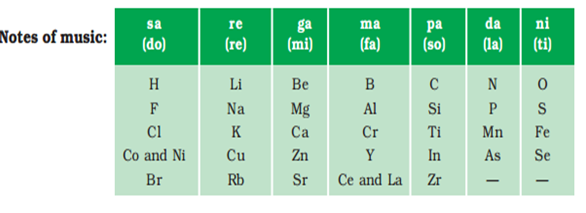 Notes of music: sa re ga ma pa da ni
(do) (re) (mi) (fa) (so) (la) (ti)
H Li Be B C N O
F Na Mg Al Si P S
Cl K Ca Cr Ti Mn Fe
Co and Ni Cu Zn Y In As Se
Br Rb Sr Ce and La Zr — —